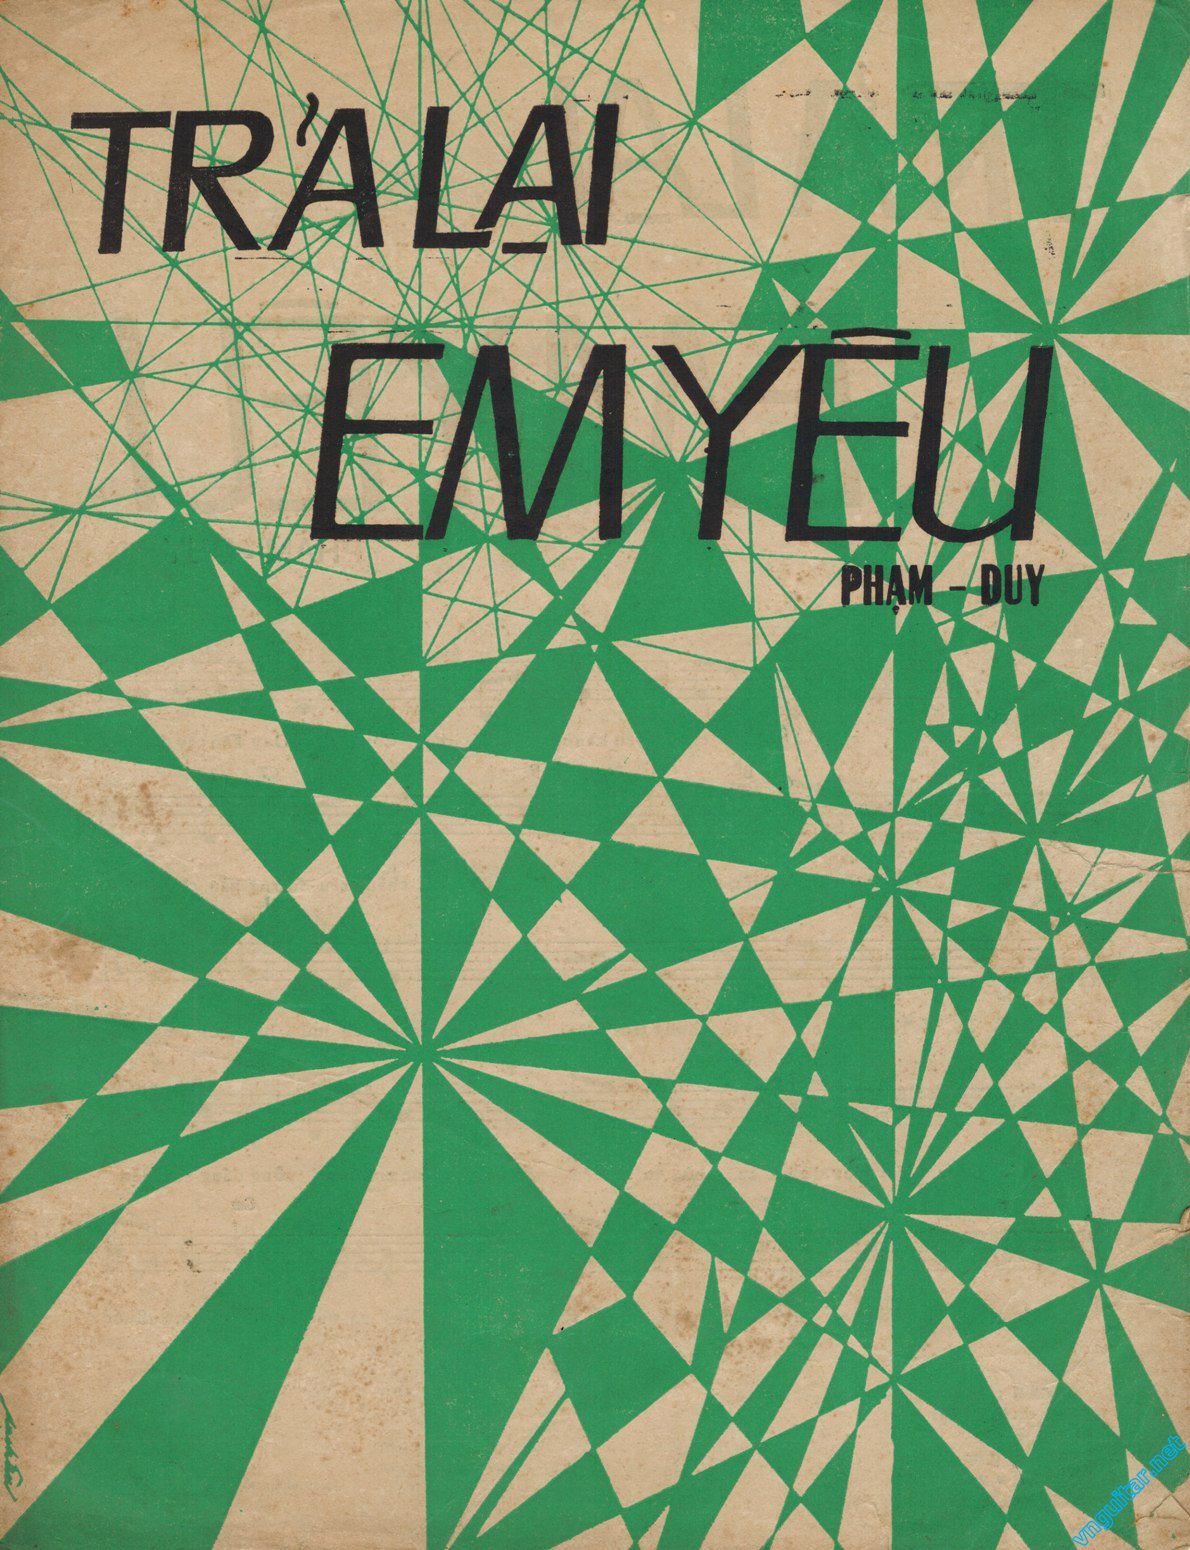 TRẢ LẠI
EM YÊU
PHẠM - DUY
vnguitar.net